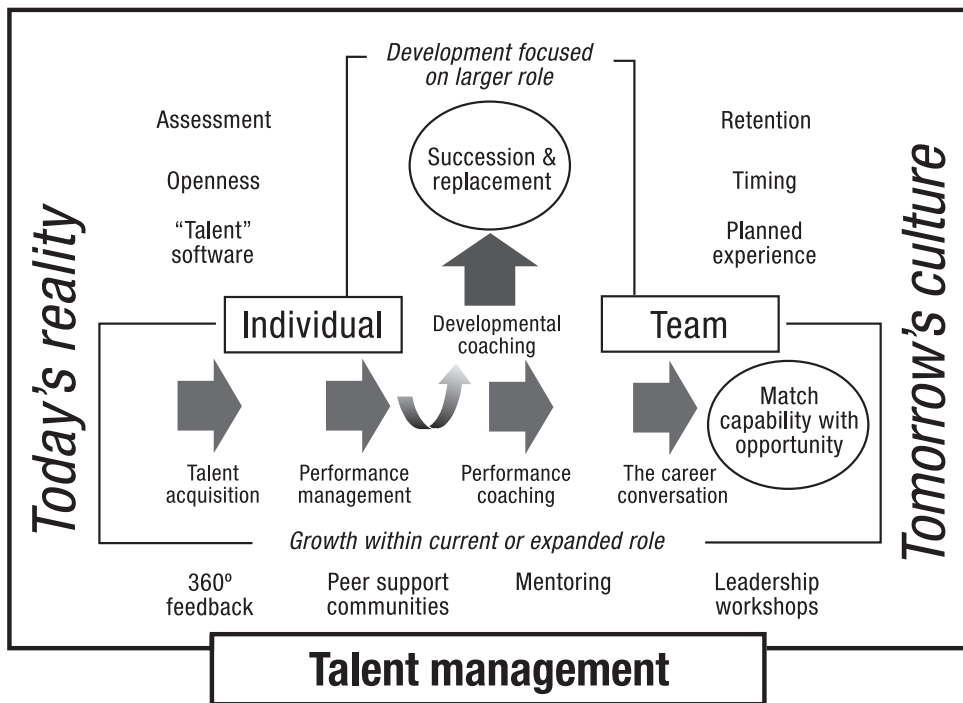 Development focused
on larger role
Assessment
Openness
“Talent”
software
Succession &
replacement
Retention
Timing
Planned
experience
Today's reality
Tomorrow's culture
Individual
Developmental
coaching
Team
Match
capability with
opportunity
Talent
acquisition
Performance
management
Performance
coaching
The career
conversation
Growth within current or expanded role
360º
feedback
Peer support
communities
Mentoring
Leadership
workshops
Talent management